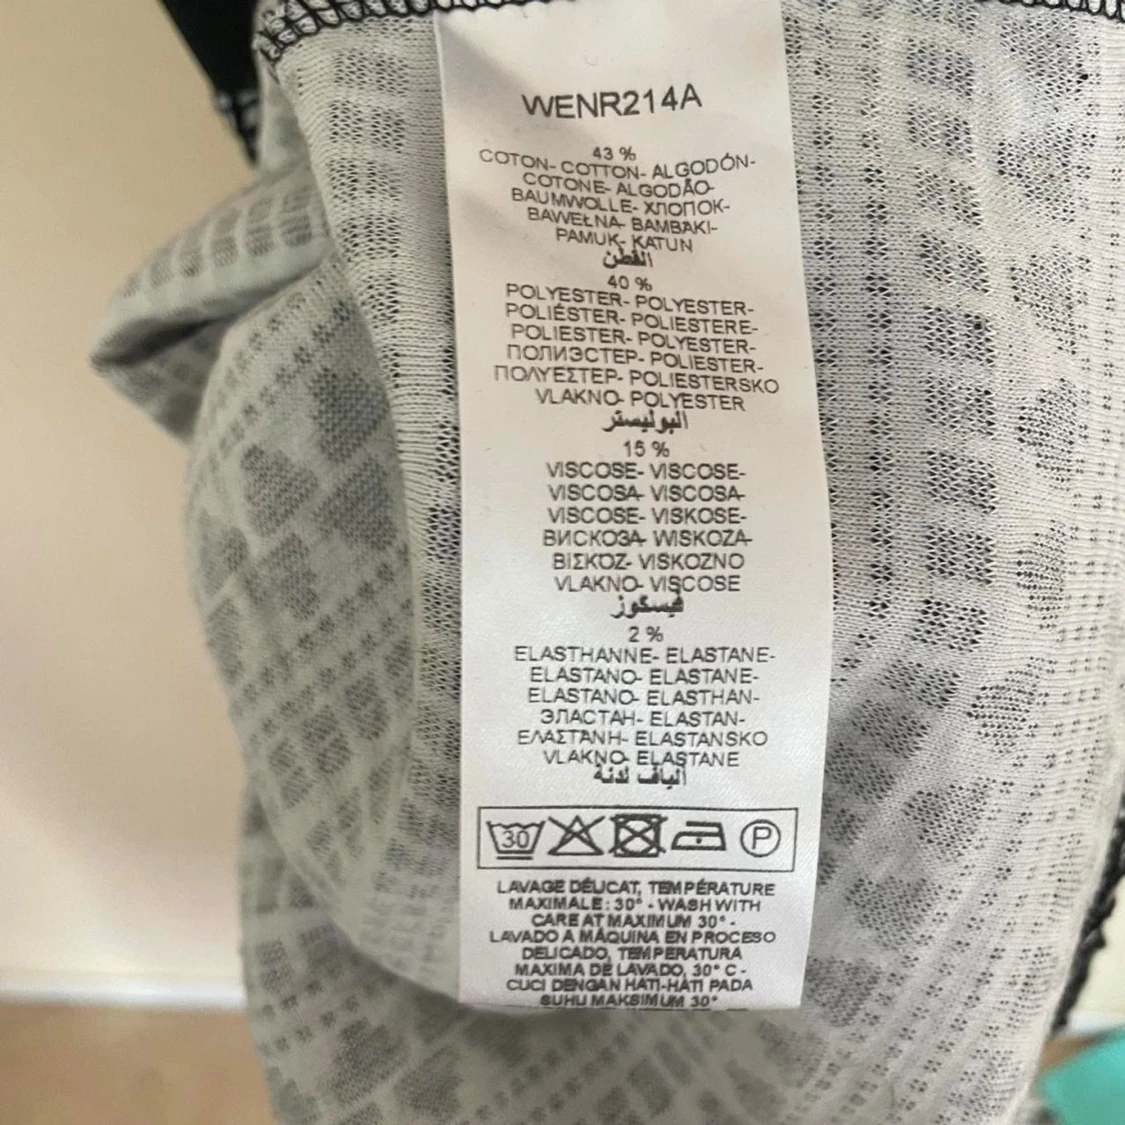 WENR214A
43 %
COTON- COTTON- ALGODÓN-
COTONE- ALGODÃO-
BAUMWOLLE- ХЛОПОК-
BAWEŁNA- BAMBAKI-
PAMUK- KATUN
القطن
40 %
POLYESTER- POLYESTER-
POLIÉSTER- POLIESTERE-
POLIESTER- POLYESTER-
ПОЛИЭСТЕР- POLIESTER-
ΠΟΛΥΕΣΤΕΡ- POLIESTERSKO
VLAKNO- POLYESTER
البوليستر
15 %
VISCOSE- VISCOSE-
VISCOSA- VISCOSA-
VISCOSE- VISKOSE-
ВИСКОЗА- WISKOZA-
ΒΙΣΚΟΖ- VISKOZNO
VLAKNO- VISCOSE
فيسكوز
2 %
ELASTHANNE- ELASTANE-
ELASTANO- ELASTANE-
ELASTANO- ELASTHAN-
ЭЛАСТАН- ELASTAN-
ΕΛΑΣΤΑΝΗ- ELASTANSKO
VLAKNO- ELASTANE
ألياف لدنة
30 P
LAVAGE DÉLICAT, TEMPÉRATURE
MAXIMALE : 30° - WASH WITH
CARE AT MAXIMUM 30° -
LAVADO A MÁQUINA EN PROCESO
DELICADO, TEMPERATURA
MAXIMA DE LAVADO, 30° C -
CUCI DENGAN HATI-HATI PADA
SUHU MAKSIMUM 30°